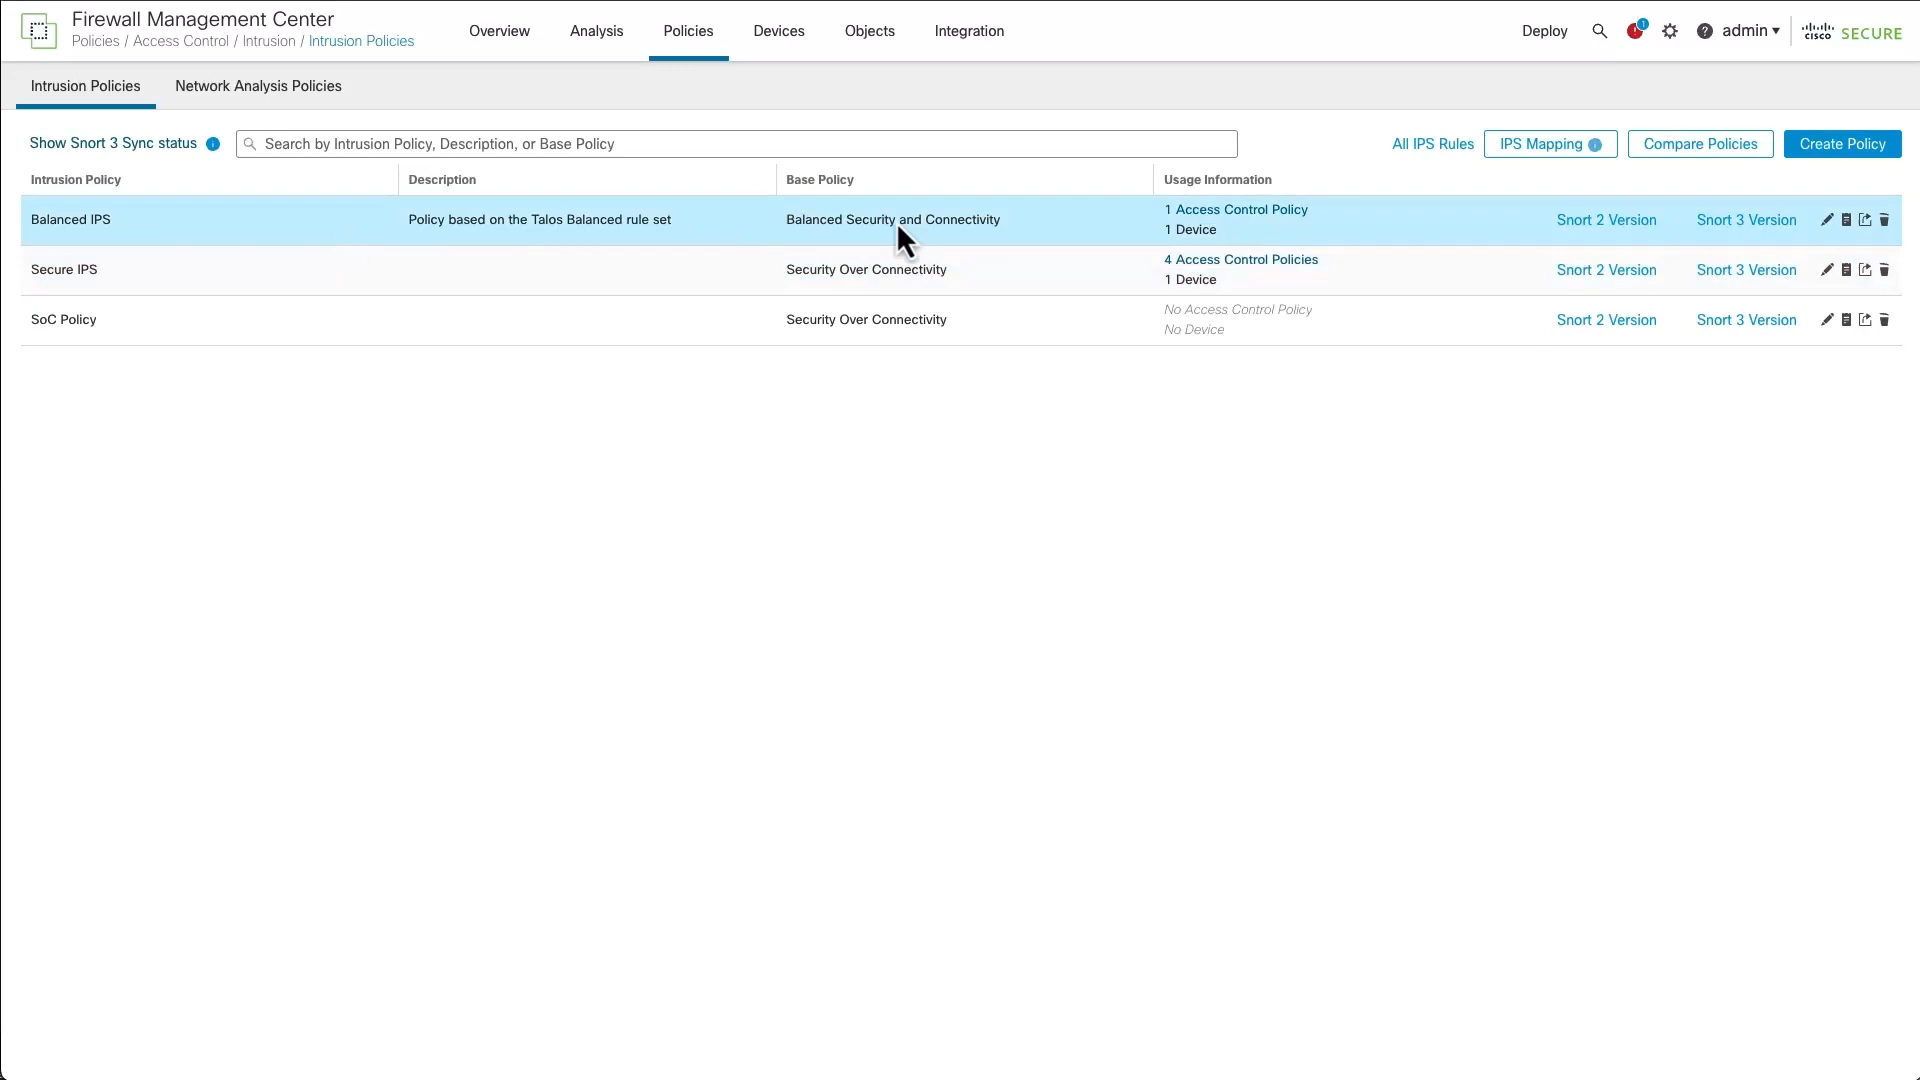 Firewall Management Center
Policies / Access Control / Intrusion / Intrusion Policies
Overview
Analysis
Policies
Devices
Objects
Integration
Deploy
1
admin
cisco SECURE
Intrusion Policies
Network Analysis Policies
Show Snort 3 Sync status
Search by Intrusion Policy, Description, or Base Policy
All IPS Rules
IPS Mapping
Compare Policies
Create Policy
Intrusion Policy
Description
Base Policy
Usage Information
Balanced IPS
Policy based on the Talos Balanced rule set
Balanced Security and Connectivity
1 Access Control Policy
1 Device
Snort 2 Version
Snort 3 Version
Secure IPS
Security Over Connectivity
4 Access Control Policies
1 Device
Snort 2 Version
Snort 3 Version
SoC Policy
Security Over Connectivity
No Access Control Policy
No Device
Snort 2 Version
Snort 3 Version